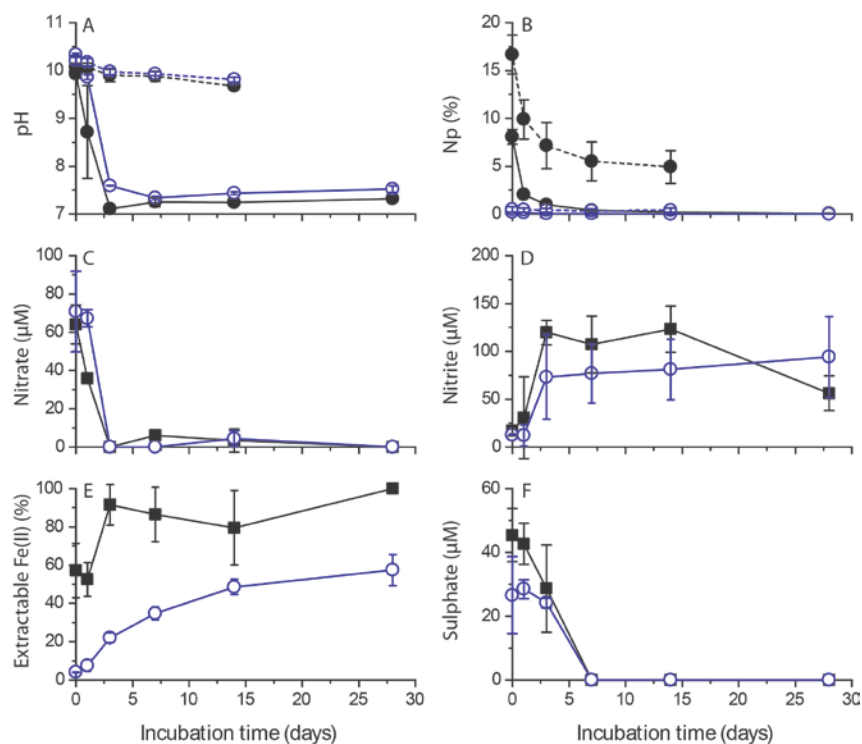 A
11
10
9
8
7
pH
B
20
15
10
5
0
Np (%)
C
100
80
60
40
20
0
Nitrate (µM)
D
200
150
100
50
0
Nitrite (µM)
E
100
80
60
40
20
0
Extractable Fe(II) (%)
0 5 10 15 20 25 30
Incubation time (days)
F
60
40
20
0
Sulphate (µM)
0 5 10 15 20 25 30
Incubation time (days)